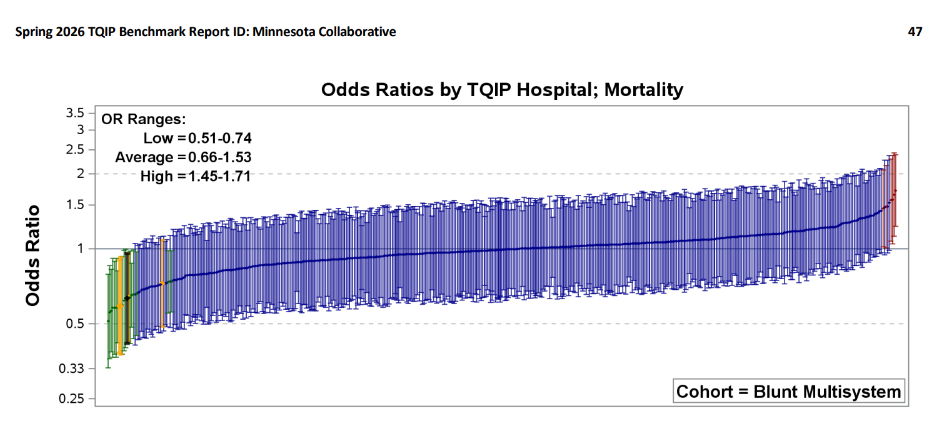 Spring 2026 TQIP Benchmark Report ID: Minnesota Collaborative 47
Odds Ratios by TQIP Hospital; Mortality
OR Ranges:
Low = 0.51-0.74
Average = 0.66-1.53
High = 1.45-1.71
Odds Ratio
3.5
3
2.5
2
1.5
1
0.5
0.33
0.25
Cohort = Blunt Multisystem